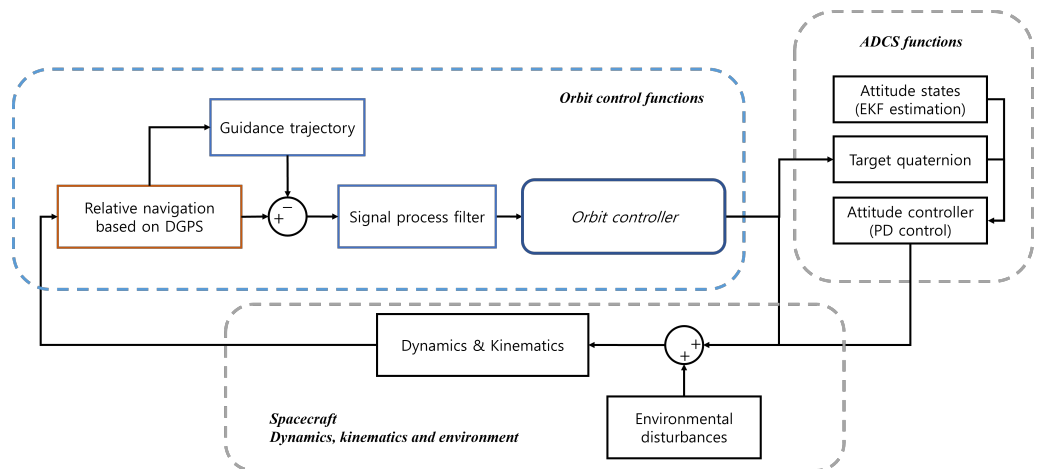 ADCS functions
Orbit control functions
Attitude states
(EKF estimation)
Guidance trajectory
Target quaternion
Relative navigation
based on DGPS
−
+
Signal process filter
Orbit controller
Attitude controller
(PD control)
Dynamics & Kinematics
+
+
Spacecraft
Dynamics, kinematics and environment
Environmental
disturbances